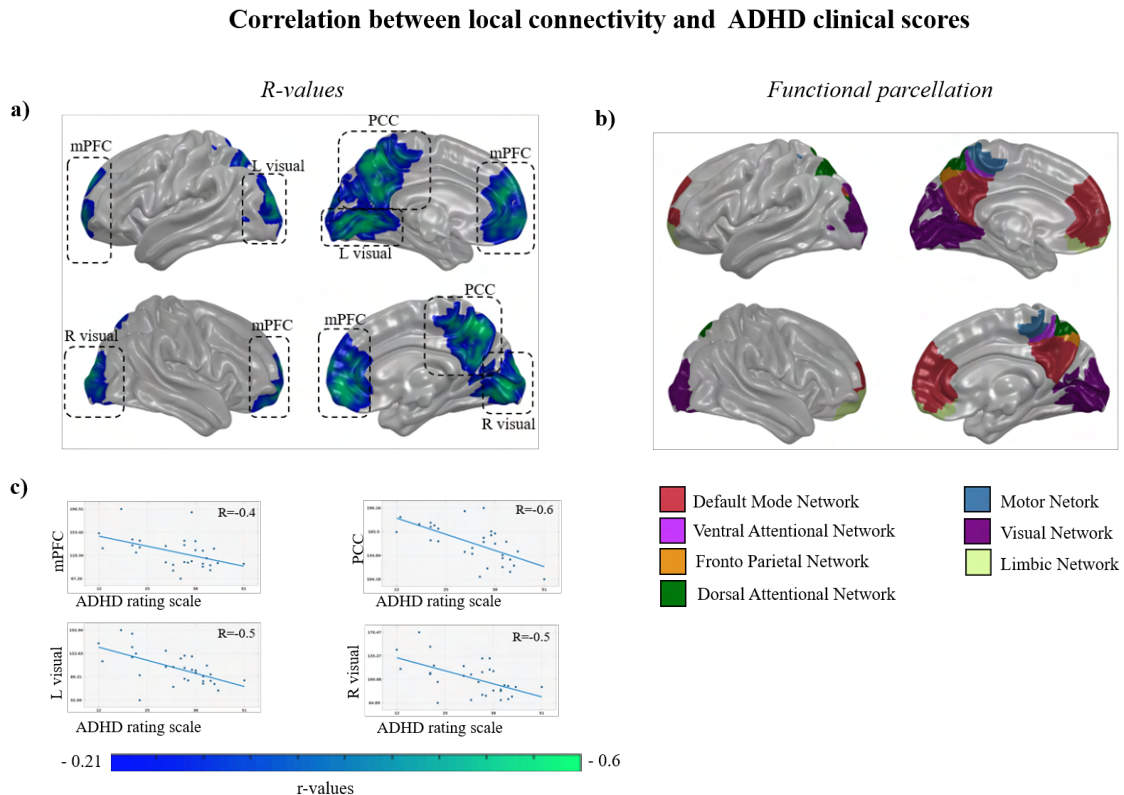 Correlation between local connectivity and ADHD clinical scores
R-values
Functional parcellation
a)
b)
PCC
mPFC
mPFC
L visual
L visual
PCC
mPFC
mPFC
R visual
R visual
c)
R=-0.4
mPFC
ADHD rating scale
R=-0.6
PCC
ADHD rating scale
R=-0.5
L visual
ADHD rating scale
R=-0.5
R visual
ADHD rating scale
Default Mode Network
Ventral Attentional Network
Fronto Parietal Network
Dorsal Attentional Network
Motor Netork
Visual Network
Limbic Network
- 0.21
- 0.6
r-values